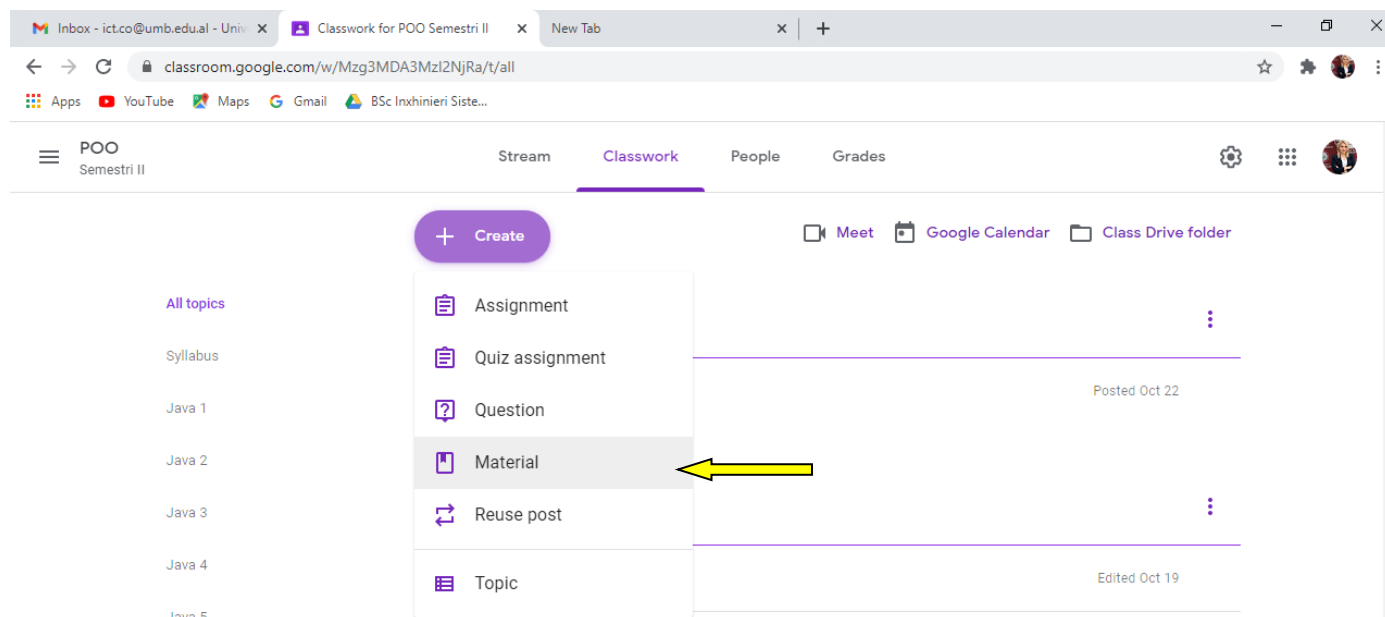 Inbox - ict.co@umb.edu.al - Univ
Classwork for POO Semestri II
New Tab
classroom.google.com/w/Mzg3MDA3MzI2NjRa/t/all
Apps YouTube Maps Gmail BSc Inxhinieri Siste...
POO
Semestri II
Stream Classwork People Grades
Create
Meet Google Calendar Class Drive folder
All topics
Syllabus
Java 1
Java 2
Java 3
Java 4
Java 5
Assignment
Quiz assignment
Question
Material
Reuse post
Topic
Posted Oct 22
Edited Oct 19